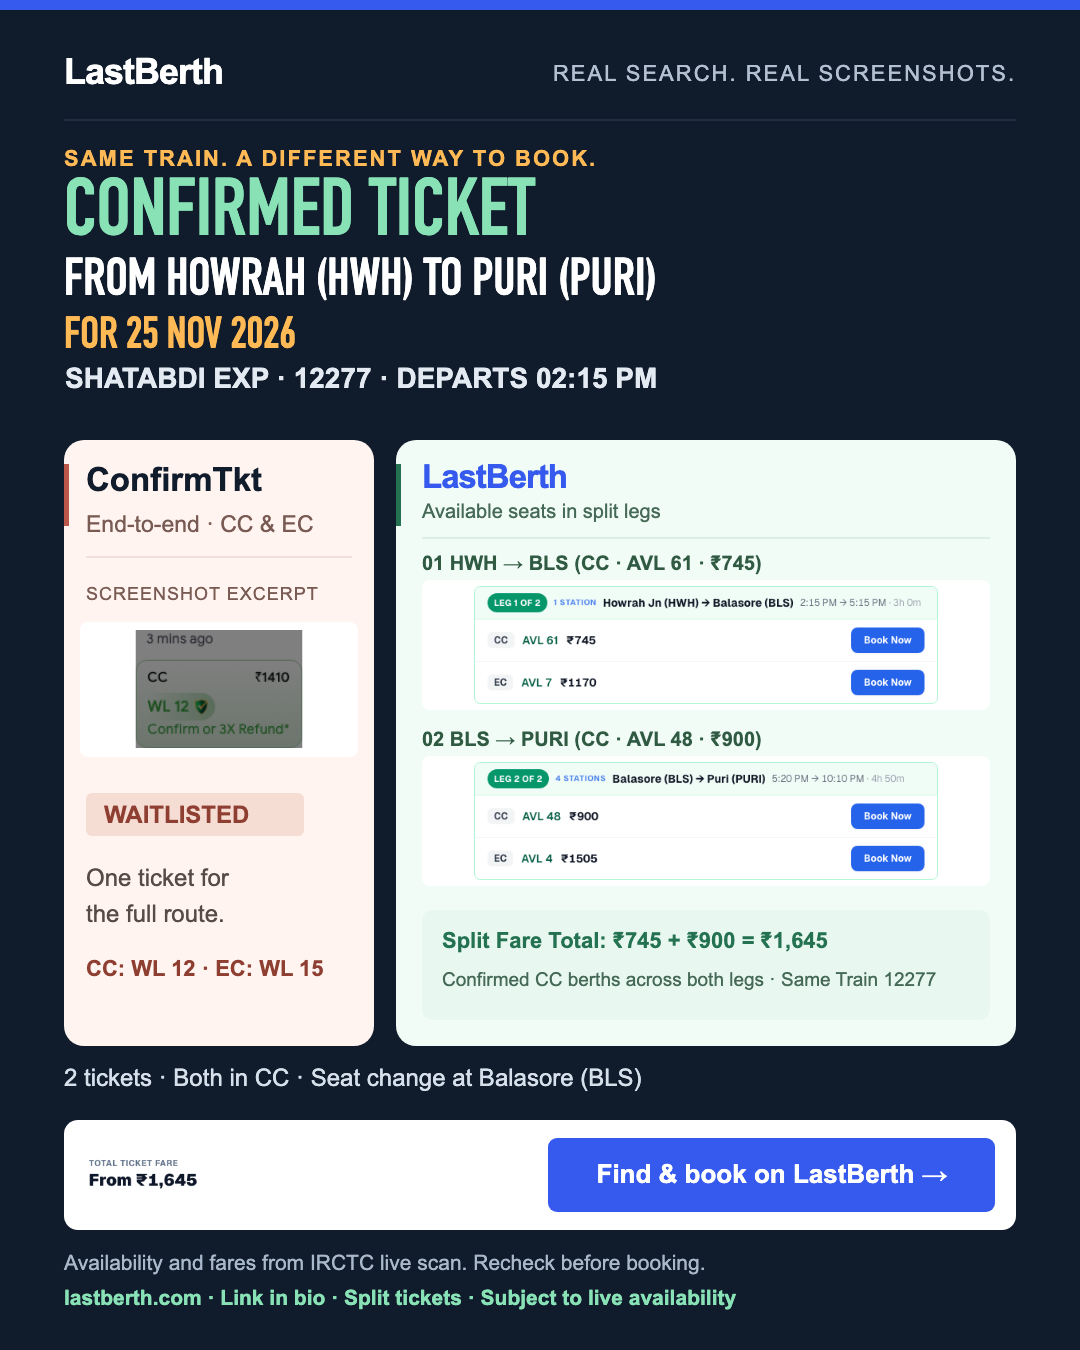 LastBerth
REAL SEARCH. REAL SCREENSHOTS.
SAME TRAIN. A DIFFERENT WAY TO BOOK.
CONFIRMED TICKET
FROM HOWRAH (HWH) TO PURI (PURI)
FOR 25 NOV 2026
SHATABDI EXP · 12277 · DEPARTS 02:15 PM
ConfirmTkt
End-to-end · CC & EC
SCREENSHOT EXCERPT
3 mins ago
CC ₹1410
WL 12
Confirm or 3X Refund*
WAITLISTED
One ticket for
the full route.
CC: WL 12 · EC: WL 15
LastBerth
Available seats in split legs
01 HWH → BLS (CC · AVL 61 · ₹745)
LEG 1 OF 2 1 STATION Howrah Jn (HWH) → Balasore (BLS) 2:15 PM → 5:15 PM · 3h 0m
CC AVL 61 ₹745 Book Now
EC AVL 7 ₹1170 Book Now
02 BLS → PURI (CC · AVL 48 · ₹900)
LEG 2 OF 2 4 STATIONS Balasore (BLS) → Puri (PURI) 5:20 PM → 10:10 PM · 4h 50m
CC AVL 48 ₹900 Book Now
EC AVL 4 ₹1505 Book Now
Split Fare Total: ₹745 + ₹900 = ₹1,645
Confirmed CC berths across both legs · Same Train 12277
2 tickets · Both in CC · Seat change at Balasore (BLS)
TOTAL TICKET FARE
From ₹1,645
Find & book on LastBerth →
Availability and fares from IRCTC live scan. Recheck before booking.
lastberth.com · Link in bio · Split tickets · Subject to live availability